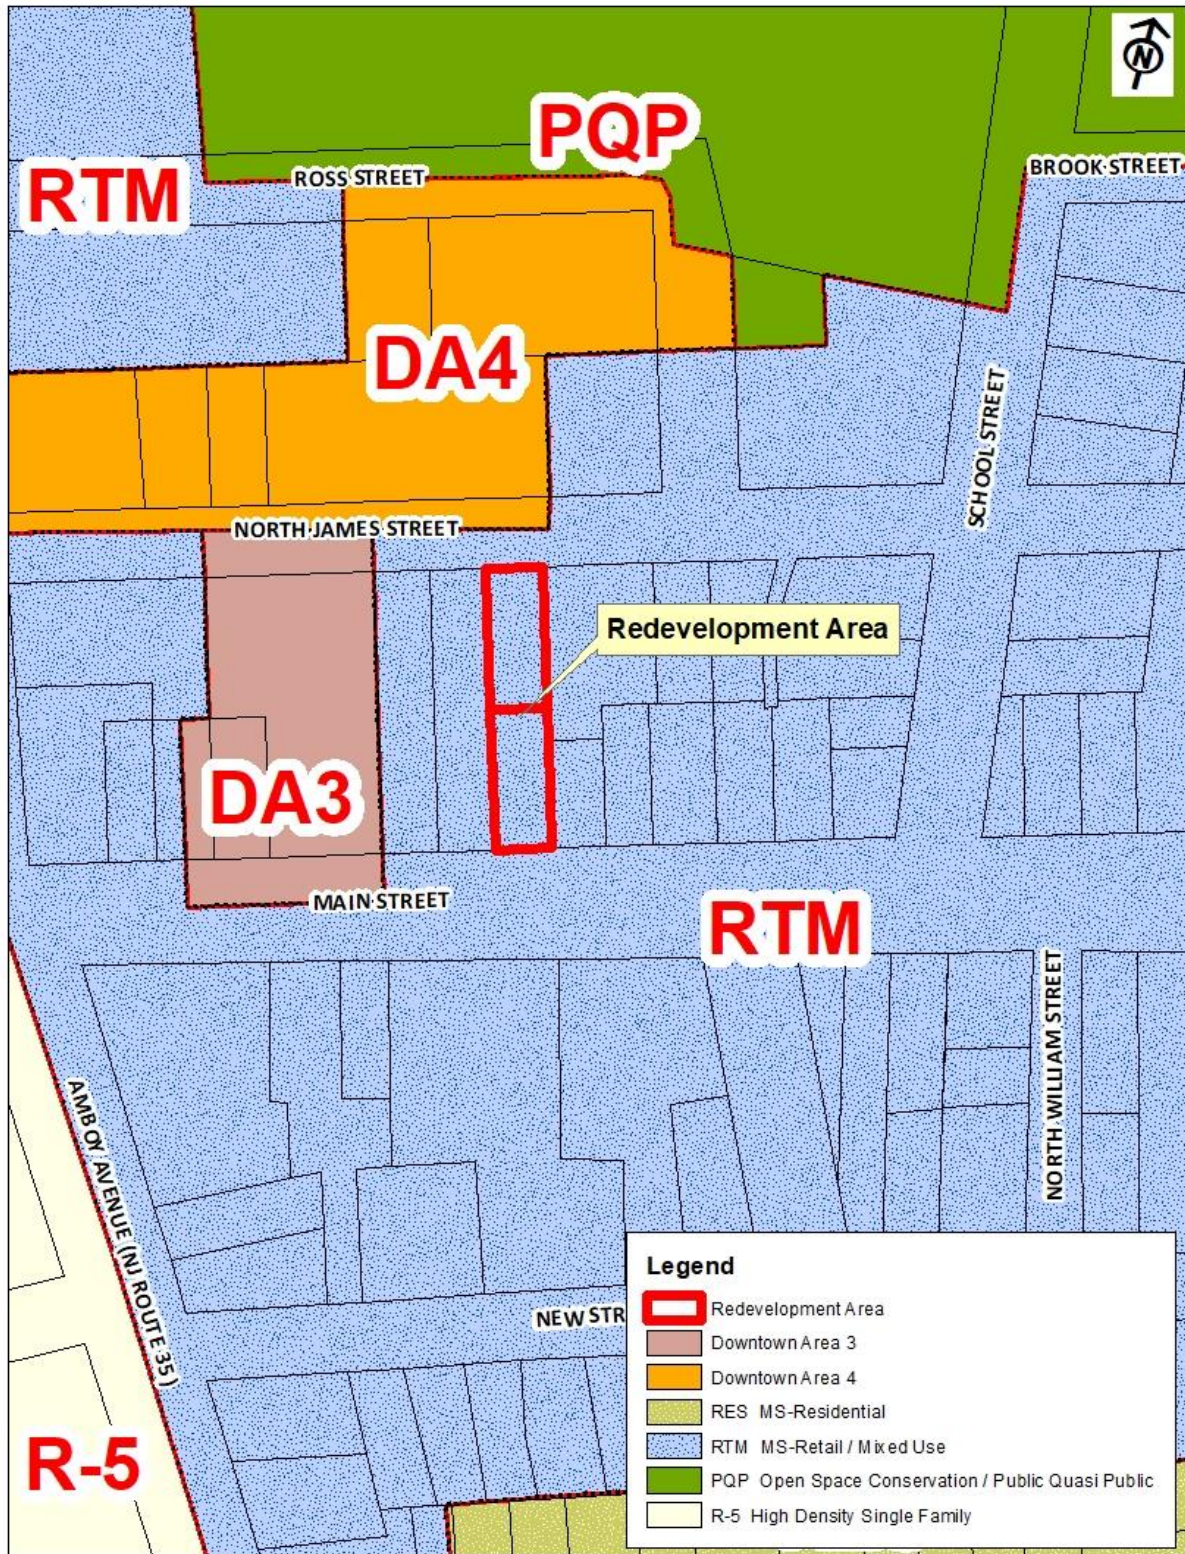 N
PQP
RTM
ROSS STREET
BROOK STREET
DA4
SCHOOL STREET
NORTH JAMES STREET
Redevelopment Area
DA3
MAIN STREET
RTM
NORTH WILLIAM STREET
AMBOY AVENUE (NJ ROUTE 35)
NEW STR
R-5
Legend
Redevelopment Area
Downtown Area 3
Downtown Area 4
RES MS-Residential
RTM MS-Retail / Mixed Use
PQP Open Space Conservation / Public Quasi Public
R-5 High Density Single Family